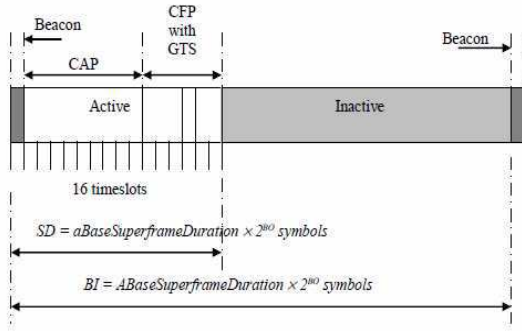 CFP
with
GTS
Beacon
Beacon
CAP
Active
Inactive
16 timeslots
SD = aBaseSuperframeDuration × 2^BO symbols
BI = ABaseSuperframeDuration × 2^BO symbols